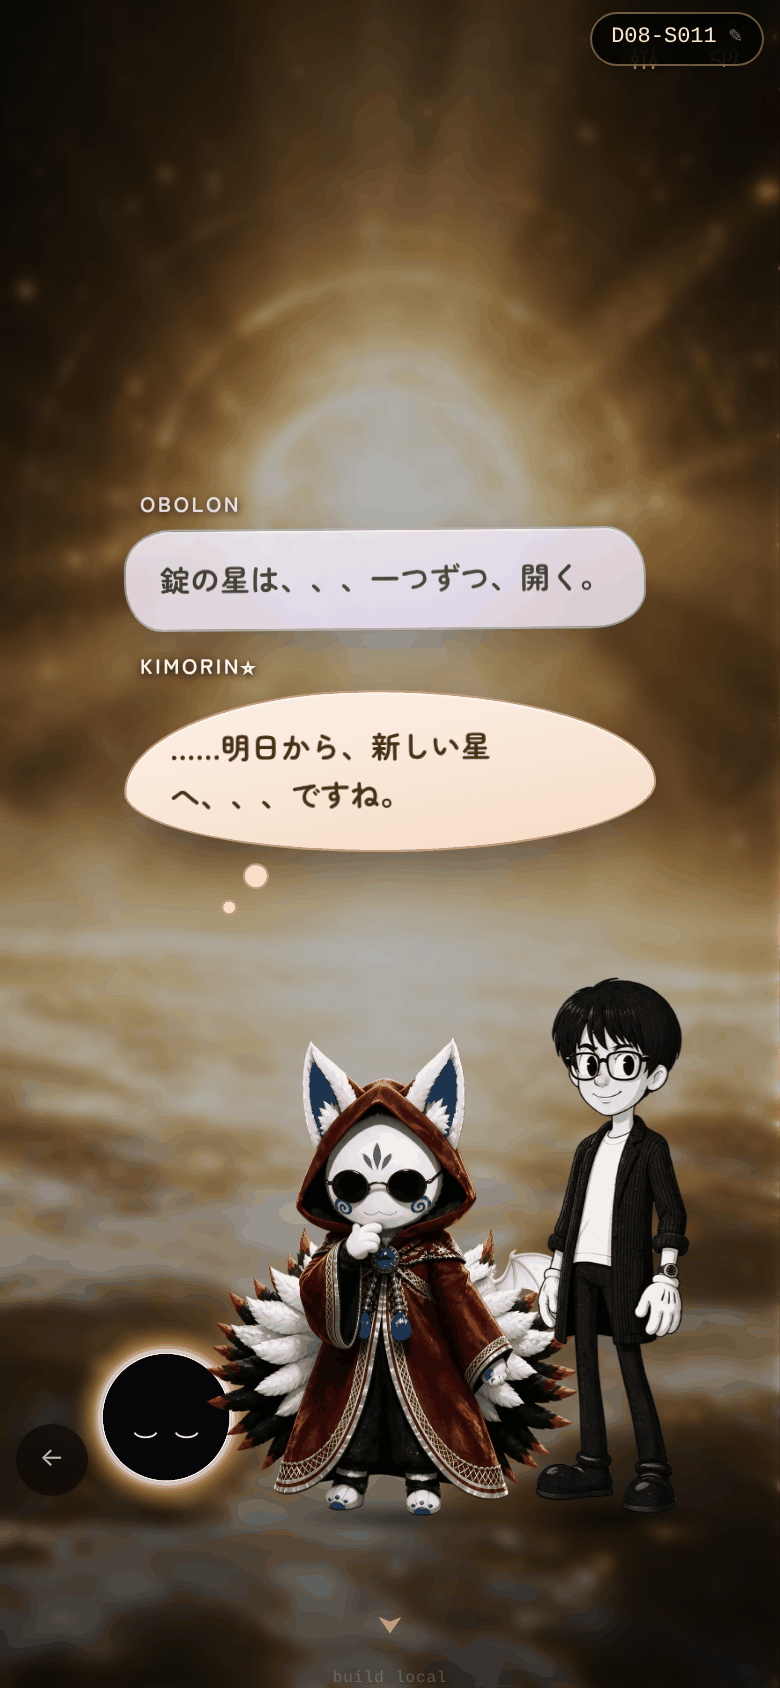 D08-S011 ✎
OBOLON
錠の星は、、、一つずつ、開く。
KIMORIN★
……明日から、新しい星
へ、、、ですね。
build local